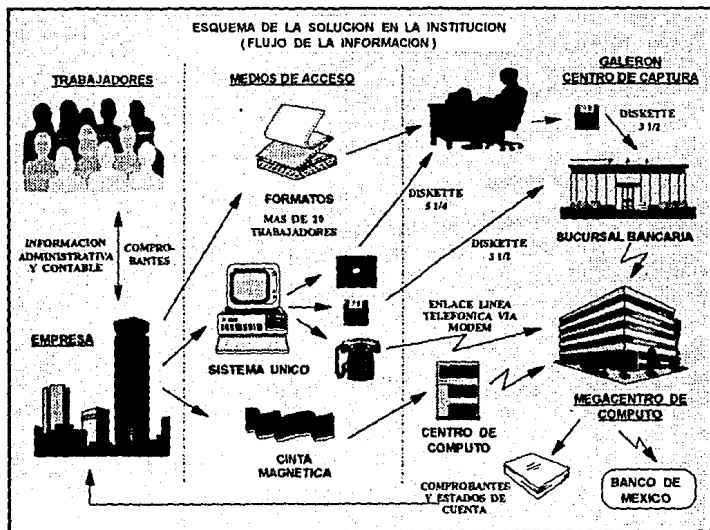 ESQUEMA DE LA SOLUCION EN LA INSTITUCION
( FLUJO DE LA INFORMACION )
TRABAJADORES
MEDIOS DE ACCESO
GALERON
CENTRO DE CAPTURA
DISKETTE
3 1/2
FORMATOS
MAS DE 20
TRABAJADORES
DISKETTE
5 1/4
DISKETTE
3 1/2
SUCURSAL BANCARIA
INFORMACION
ADMINISTRATIVA
Y CONTABLE
COMPRO-
BANTES
ENLACE LINEA
TELEFONICA VIA
MODEM
EMPRESA
SISTEMA UNICO
MEGACENTRO DE
COMPUTO
CENTRO DE
COMPUTO
CINTA
MAGNETICA
COMPROBANTES
Y ESTADOS DE
CUENTA
BANCO DE
MEXICO